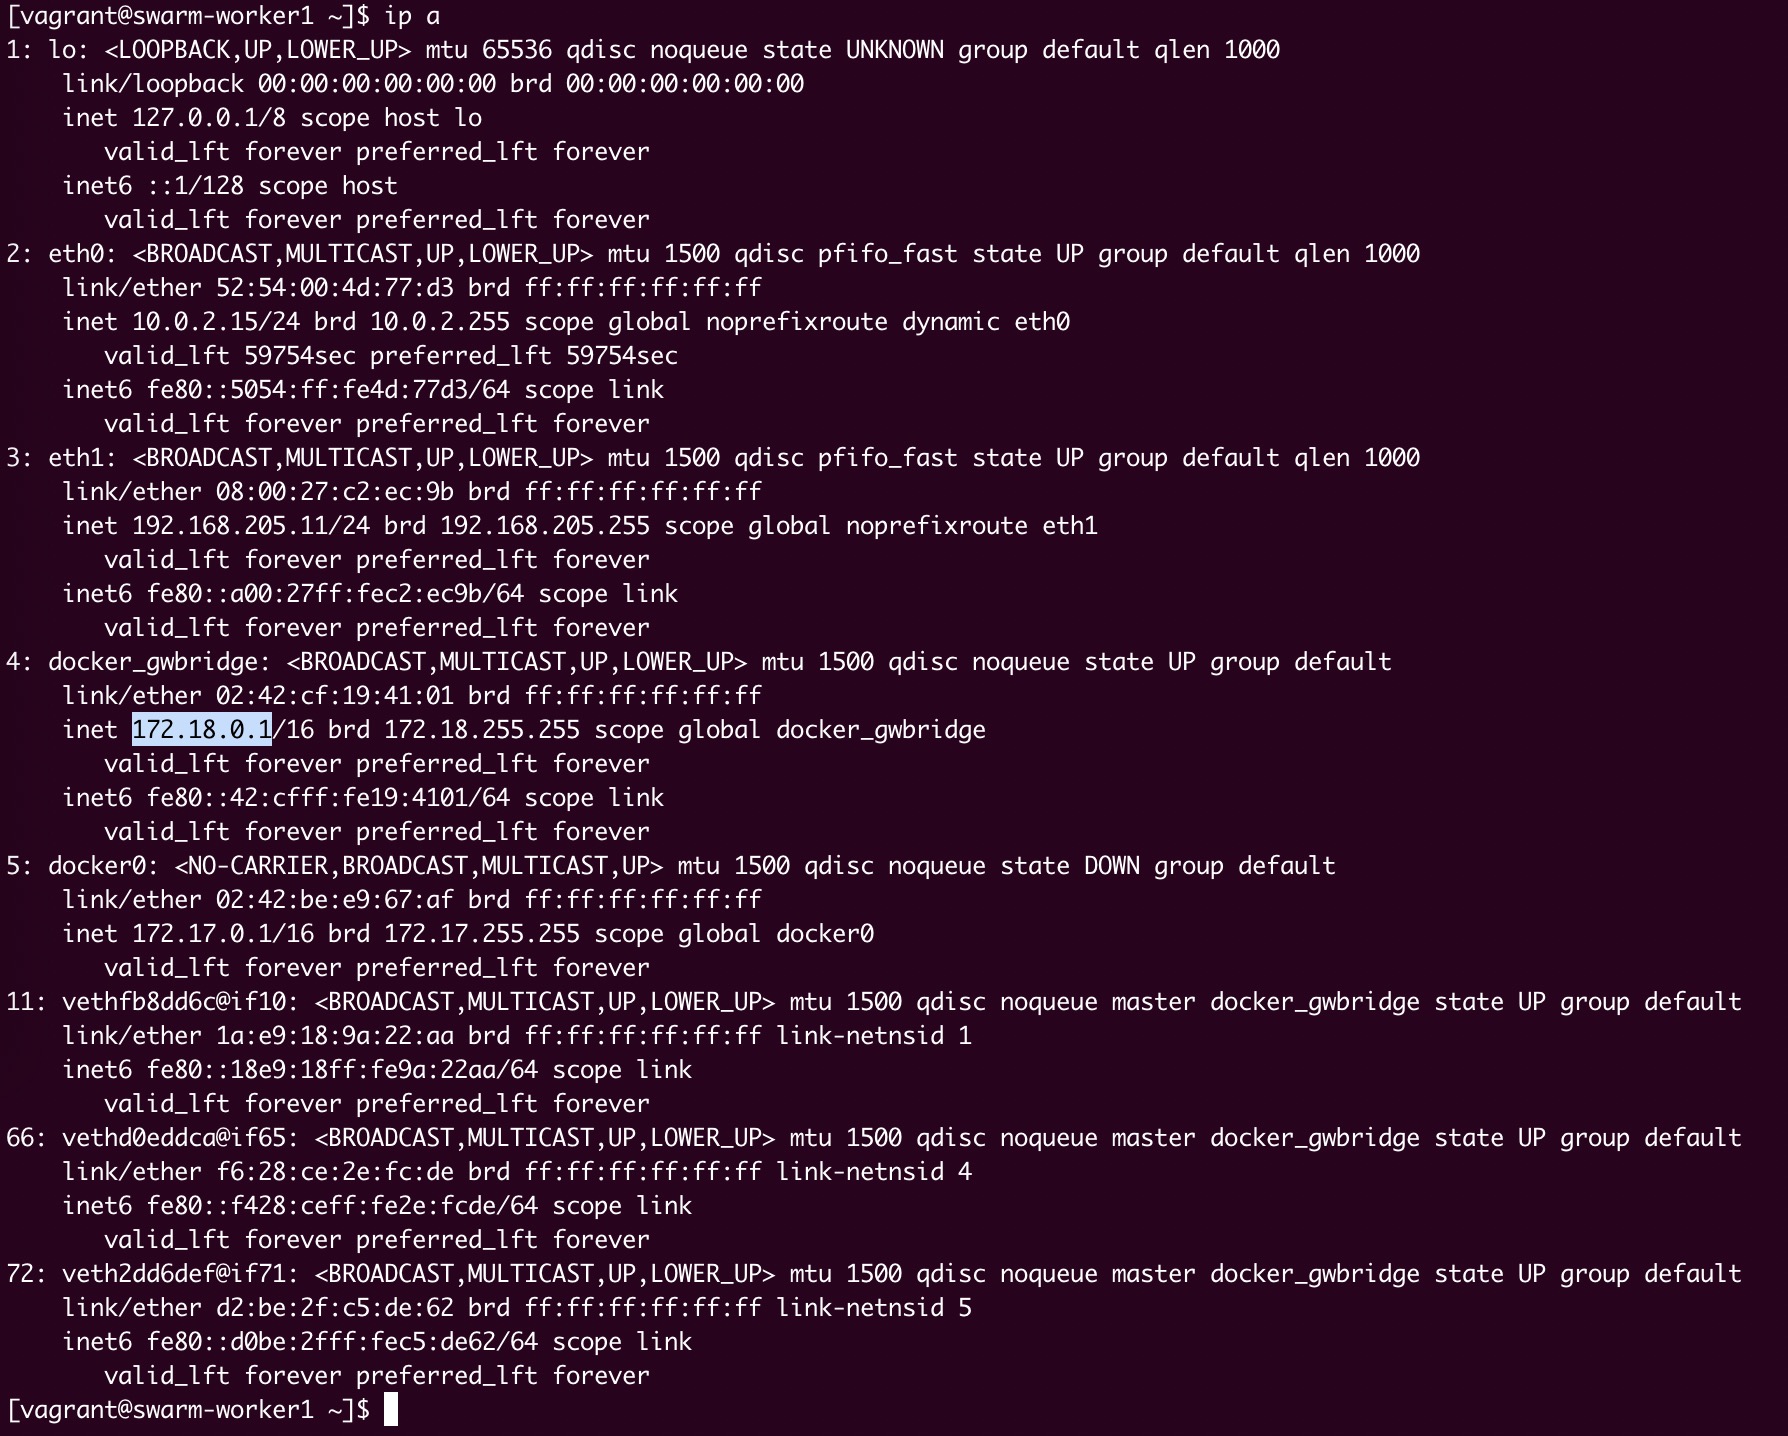 [vagrant@swarm-worker1 ~]$ ip a
1: lo: <LOOPBACK,UP,LOWER_UP> mtu 65536 qdisc noqueue state UNKNOWN group default qlen 1000
    link/loopback 00:00:00:00:00:00 brd 00:00:00:00:00:00
    inet 127.0.0.1/8 scope host lo
       valid_lft forever preferred_lft forever
    inet6 ::1/128 scope host
       valid_lft forever preferred_lft forever
2: eth0: <BROADCAST,MULTICAST,UP,LOWER_UP> mtu 1500 qdisc pfifo_fast state UP group default qlen 1000
    link/ether 52:54:00:4d:77:d3 brd ff:ff:ff:ff:ff:ff
    inet 10.0.2.15/24 brd 10.0.2.255 scope global noprefixroute dynamic eth0
       valid_lft 59754sec preferred_lft 59754sec
    inet6 fe80::5054:ff:fe4d:77d3/64 scope link
       valid_lft forever preferred_lft forever
3: eth1: <BROADCAST,MULTICAST,UP,LOWER_UP> mtu 1500 qdisc pfifo_fast state UP group default qlen 1000
    link/ether 08:00:27:c2:ec:9b brd ff:ff:ff:ff:ff:ff
    inet 192.168.205.11/24 brd 192.168.205.255 scope global noprefixroute eth1
       valid_lft forever preferred_lft forever
    inet6 fe80::a00:27ff:fec2:ec9b/64 scope link
       valid_lft forever preferred_lft forever
4: docker_gwbridge: <BROADCAST,MULTICAST,UP,LOWER_UP> mtu 1500 qdisc noqueue state UP group default
    link/ether 02:42:cf:19:41:01 brd ff:ff:ff:ff:ff:ff
    inet 172.18.0.1/16 brd 172.18.255.255 scope global docker_gwbridge
       valid_lft forever preferred_lft forever
    inet6 fe80::42:cfff:fe19:4101/64 scope link
       valid_lft forever preferred_lft forever
5: docker0: <NO-CARRIER,BROADCAST,MULTICAST,UP> mtu 1500 qdisc noqueue state DOWN group default
    link/ether 02:42:be:e9:67:af brd ff:ff:ff:ff:ff:ff
    inet 172.17.0.1/16 brd 172.17.255.255 scope global docker0
       valid_lft forever preferred_lft forever
11: vethfb8dd6c@if10: <BROADCAST,MULTICAST,UP,LOWER_UP> mtu 1500 qdisc noqueue master docker_gwbridge state UP group default
    link/ether 1a:e9:18:9a:22:aa brd ff:ff:ff:ff:ff:ff link-netnsid 1
    inet6 fe80::18e9:18ff:fe9a:22aa/64 scope link
       valid_lft forever preferred_lft forever
66: vethd0eddca@if65: <BROADCAST,MULTICAST,UP,LOWER_UP> mtu 1500 qdisc noqueue master docker_gwbridge state UP group default
    link/ether f6:28:ce:2e:fc:de brd ff:ff:ff:ff:ff:ff link-netnsid 4
    inet6 fe80::f428:ceff:fe2e:fcde/64 scope link
       valid_lft forever preferred_lft forever
72: veth2dd6def@if71: <BROADCAST,MULTICAST,UP,LOWER_UP> mtu 1500 qdisc noqueue master docker_gwbridge state UP group default
    link/ether d2:be:2f:c5:de:62 brd ff:ff:ff:ff:ff:ff link-netnsid 5
    inet6 fe80::d0be:2fff:fec5:de62/64 scope link
       valid_lft forever preferred_lft forever
[vagrant@swarm-worker1 ~]$